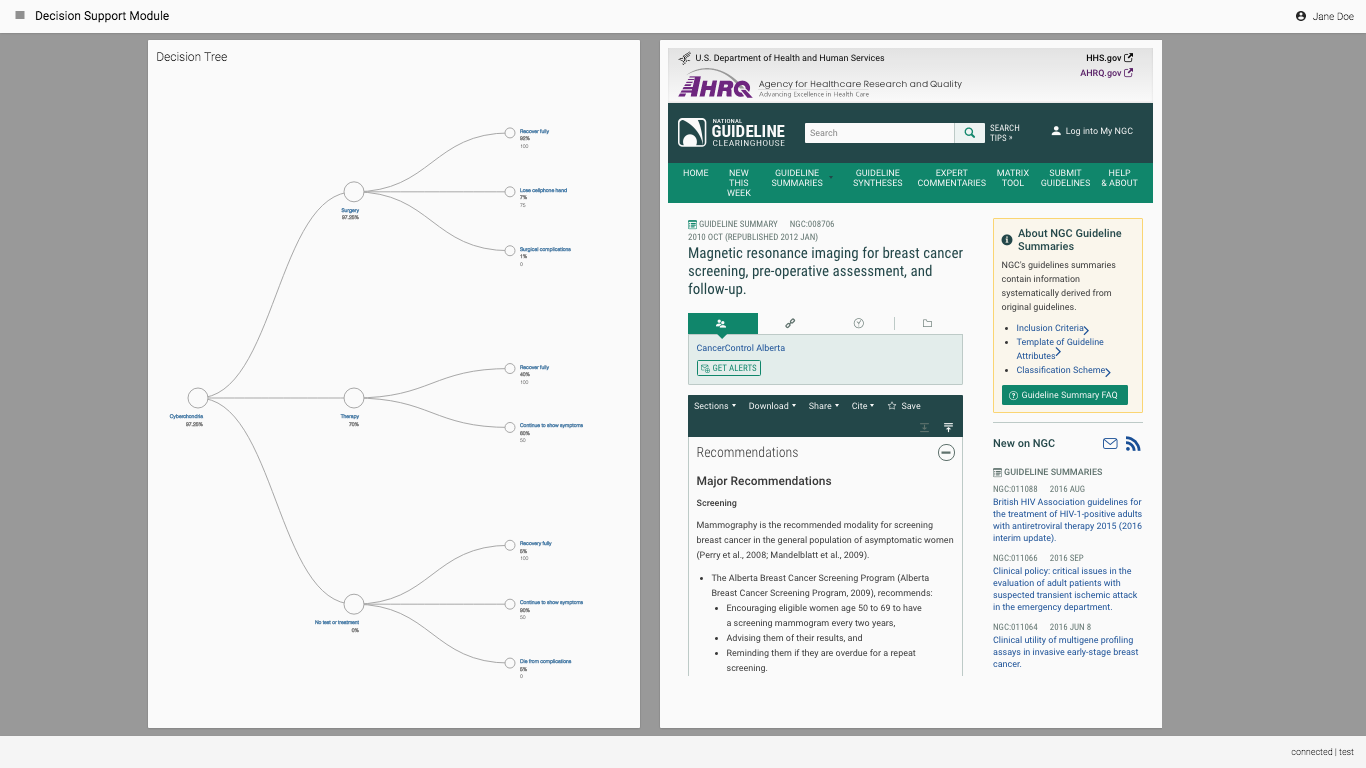 Decision Support Module
Jane Doe
Decision Tree
Recover fully
92%
100
Lose cellphone hand
7%
75
Surgical complications
1%
0
Surgery
97.25%
Recover fully
40%
100
Continue to show symptoms
60%
50
Therapy
70%
Cyberchondria
97.25%
Recovery fully
5%
100
Continue to show symptoms
90%
50
Die from complications
5%
0
No test or treatment
0%
U.S. Department of Health and Human Services
HHS.gov
AHRQ.gov
AHRQ
Agency for Healthcare Research and Quality
Advancing Excellence in Health Care
NATIONAL
GUIDELINE
CLEARINGHOUSE
Search
SEARCH
TIPS »
Log into My NGC
HOME
NEW
THIS
WEEK
GUIDELINE
SUMMARIES
GUIDELINE
SYNTHESES
EXPERT
COMMENTARIES
MATRIX
TOOL
SUBMIT
GUIDELINES
HELP
& ABOUT
GUIDELINE SUMMARY NGC:008706
2010 OCT (REPUBLISHED 2012 JAN)
Magnetic resonance imaging for breast cancer
screening, pre-operative assessment, and
follow-up.
CancerControl Alberta
GET ALERTS
Sections Download Share Cite Save
Recommendations
Major Recommendations
Screening
Mammography is the recommended modality for screening
breast cancer in the general population of asymptomatic women
(Perry et al., 2008; Mandelblatt et al., 2009).
• The Alberta Breast Cancer Screening Program (Alberta
Breast Cancer Screening Program, 2009), recommends:
• Encouraging eligible women age 50 to 69 to have
a screening mammogram every two years,
• Advising them of their results, and
• Reminding them if they are overdue for a repeat
screening.
About NGC Guideline
Summaries
NGC's guidelines summaries
contain information
systematically derived from
original guidelines.
• Inclusion Criteria
• Template of Guideline
Attributes
• Classification Scheme
Guideline Summary FAQ
New on NGC
GUIDELINE SUMMARIES
NGC:011088 2016 AUG
British HIV Association guidelines for
the treatment of HIV-1-positive adults
with antiretroviral therapy 2015 (2016
interim update).
NGC:011066 2016 SEP
Clinical policy: critical issues in the
evaluation of adult patients with
suspected transient ischemic attack
in the emergency department.
NGC:011064 2016 JUN 8
Clinical utility of multigene profiling
assays in invasive early-stage breast
cancer.
connected | test